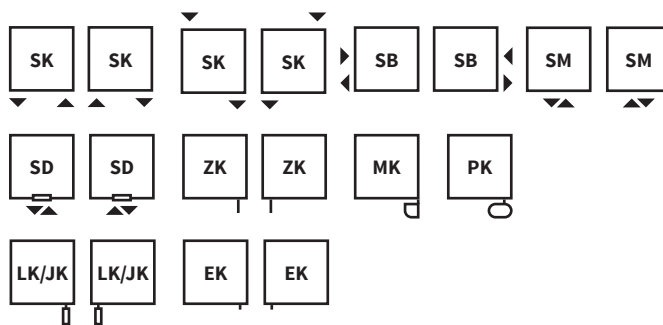 SK SK SK SK SB SB SM SM
SD SD ZK ZK MK PK
LK/JK LK/JK EK EK